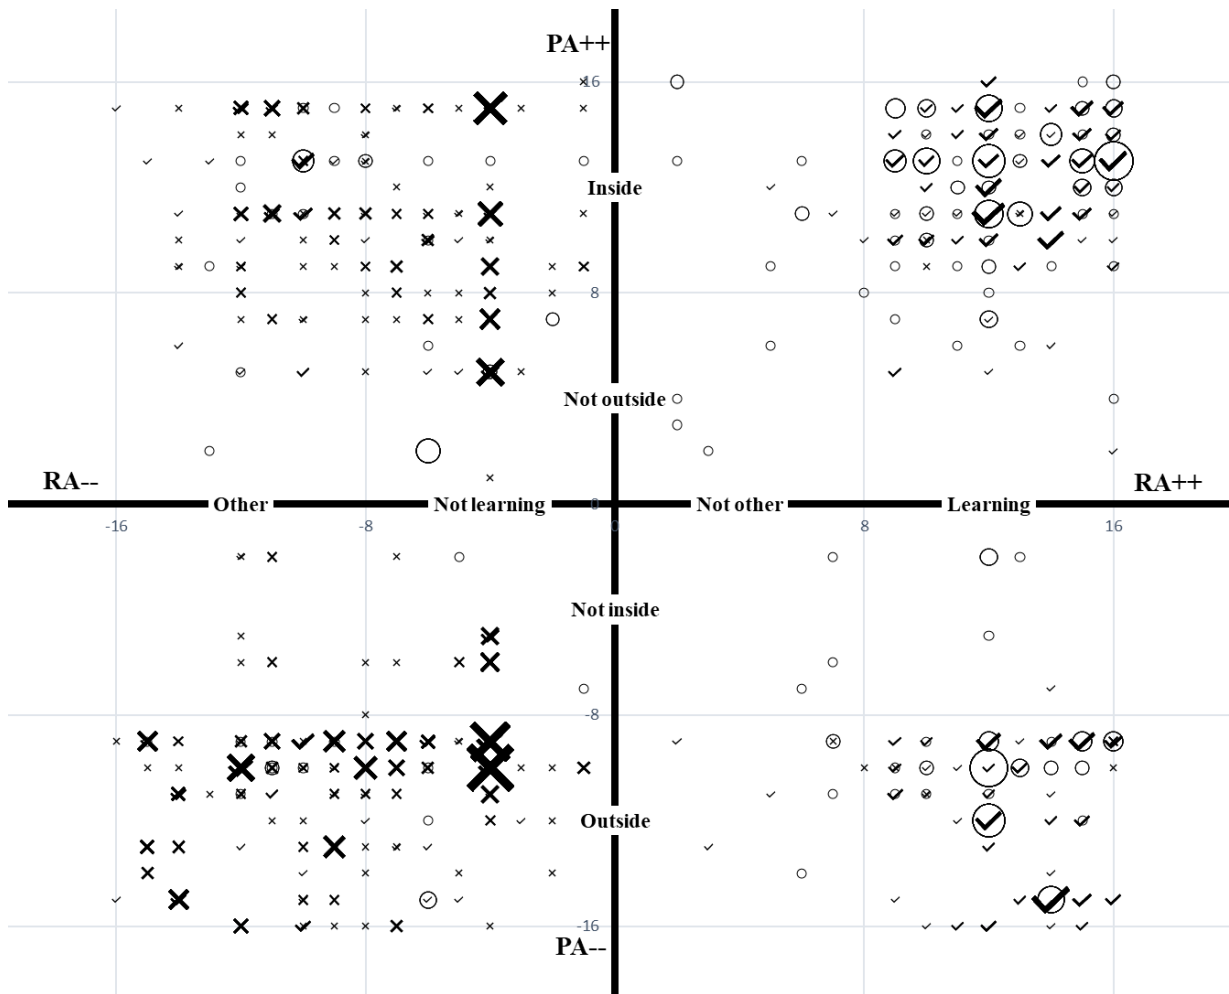 PA++
16
Inside
8
Not outside
RA-- RA++
Other Not learning 0 Not other Learning
-16 -8 0 8 16
Not inside
-8
Outside
-16
PA--